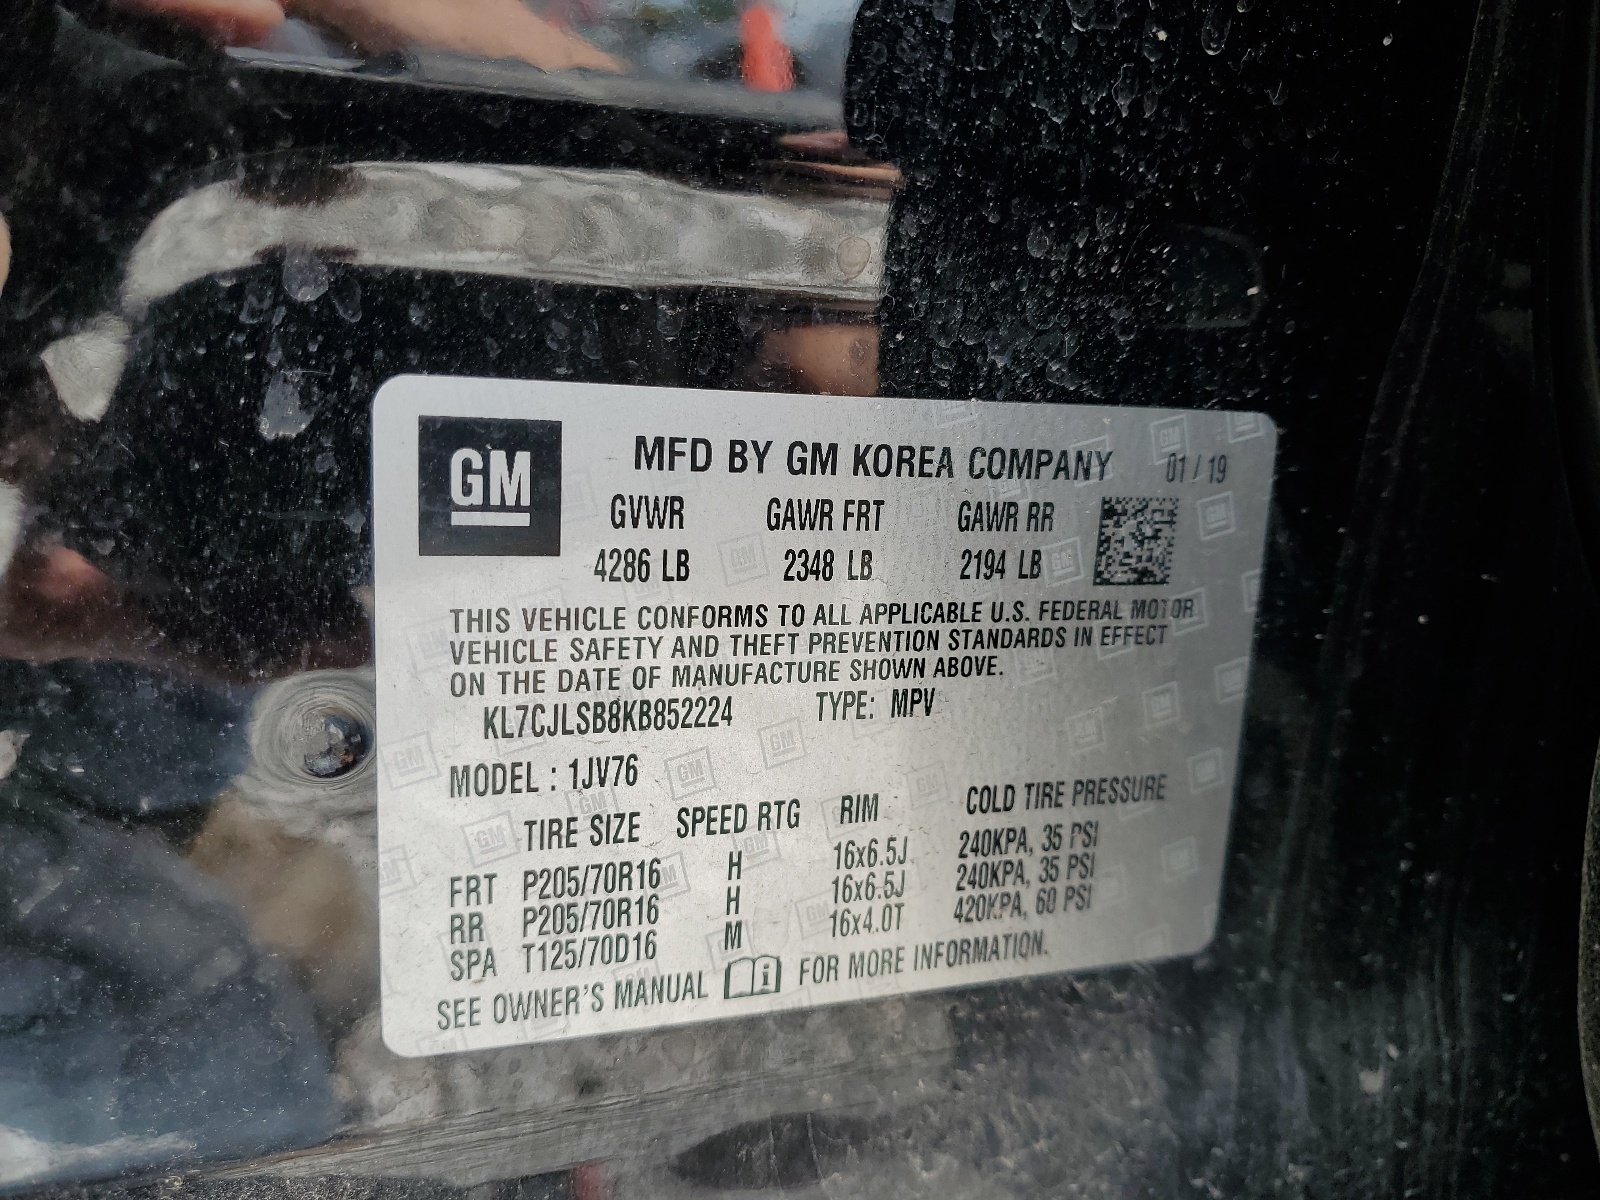 GM
MFD BY GM KOREA COMPANY 01 / 19
GVWR GAWR FRT GAWR RR
4286 LB 2348 LB 2194 LB
THIS VEHICLE CONFORMS TO ALL APPLICABLE U.S. FEDERAL MOTOR
VEHICLE SAFETY AND THEFT PREVENTION STANDARDS IN EFFECT
ON THE DATE OF MANUFACTURE SHOWN ABOVE.
KL7CJLSB8KB852224 TYPE: MPV
MODEL : 1JV76
TIRE SIZE SPEED RTG RIM COLD TIRE PRESSURE
FRT P205/70R16 H 16x6.5J 240KPA, 35 PSI
RR P205/70R16 H 16x6.5J 240KPA, 35 PSI
SPA T125/70D16 M 16x4.0T 420KPA, 60 PSI
SEE OWNER'S MANUAL i FOR MORE INFORMATION.